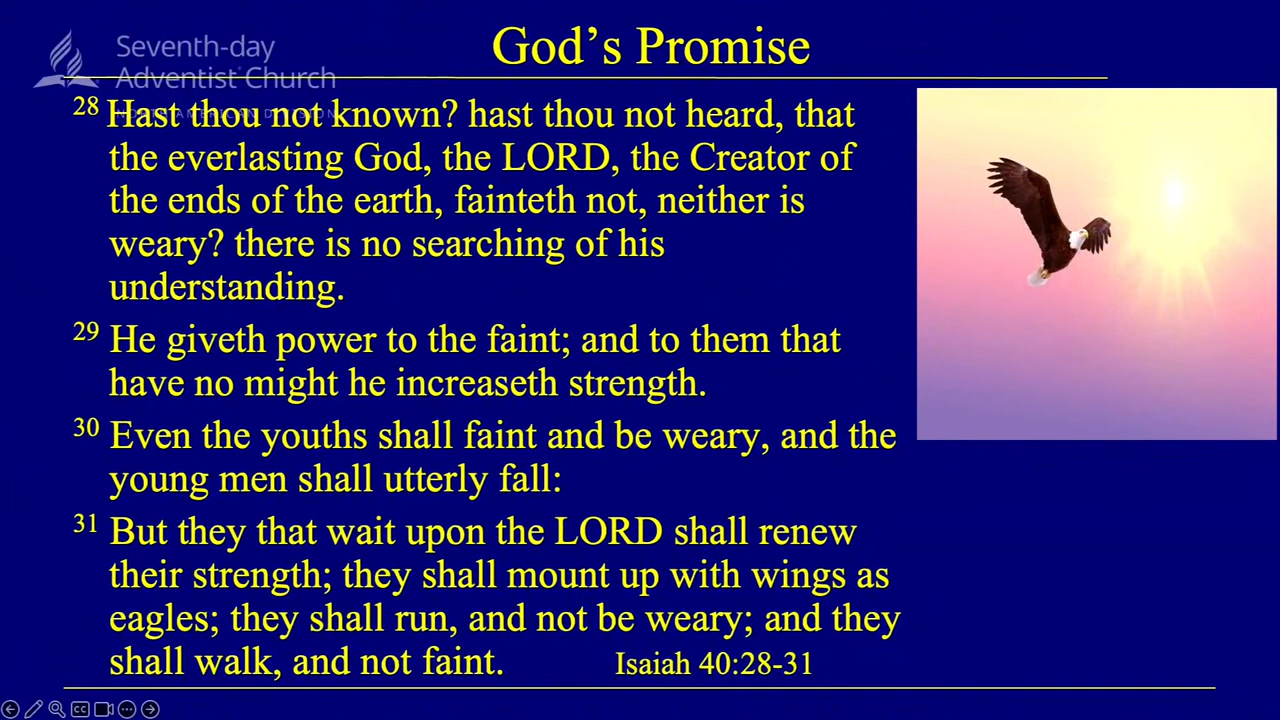 Seventh-day
Adventist Church
NORTH AMERICAN DIVISION
God’s Promise
28 Hast thou not known? hast thou not heard, that
the everlasting God, the LORD, the Creator of
the ends of the earth, fainteth not, neither is
weary? there is no searching of his
understanding.
29 He giveth power to the faint; and to them that
have no might he increaseth strength.
30 Even the youths shall faint and be weary, and the
young men shall utterly fall:
31 But they that wait upon the LORD shall renew
their strength; they shall mount up with wings as
eagles; they shall run, and not be weary; and they
shall walk, and not faint. Isaiah 40:28-31
CC